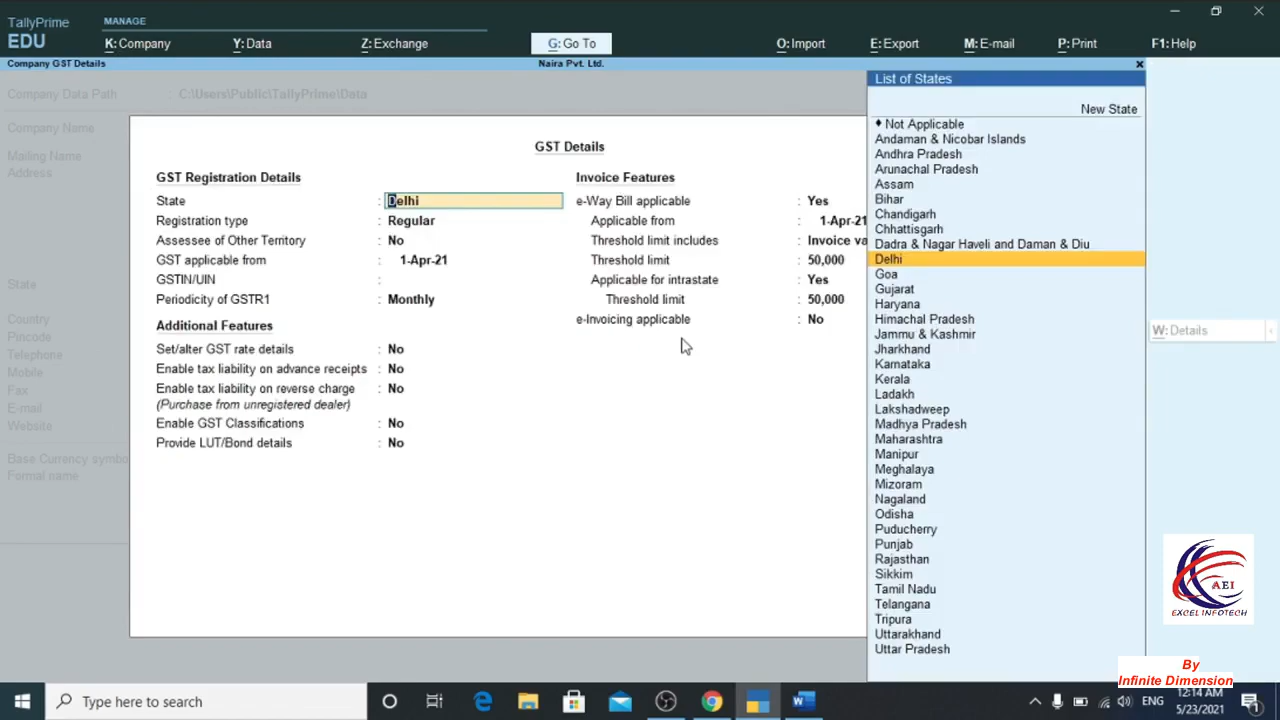 TallyPrime
EDU
MANAGE
K: Company
Y: Data
Z: Exchange
G: Go To
O: Import
E: Export
M: E-mail
P: Print
F1: Help
Company GST Details
Naira Pvt. Ltd.
Company Data Path
C:\Users\Public\TallyPrime\Data
Company Name
Mailing Name
Address
State
Country
Pincode
Telephone
Mobile
Fax
E-mail
Website
Base Currency symbo
Formal name
GST Details
GST Registration Details
State : Delhi
Registration type : Regular
Assessee of Other Territory : No
GST applicable from : 1-Apr-21
GSTIN/UIN :
Periodicity of GSTR1 : Monthly
Additional Features
Set/alter GST rate details : No
Enable tax liability on advance receipts : No
Enable tax liability on reverse charge : No
(Purchase from unregistered dealer)
Enable GST Classifications : No
Provide LUT/Bond details : No
Invoice Features
e-Way Bill applicable : Yes
Applicable from : 1-Apr-21
Threshold limit includes : Invoice va
Threshold limit : 50,000
Applicable for intrastate : Yes
Threshold limit : 50,000
e-Invoicing applicable : No
List of States
New State
♦ Not Applicable
Andaman & Nicobar Islands
Andhra Pradesh
Arunachal Pradesh
Assam
Bihar
Chandigarh
Chhattisgarh
Dadra & Nagar Haveli and Daman & Diu
Delhi
Goa
Gujarat
Haryana
Himachal Pradesh
Jammu & Kashmir
Jharkhand
Karnataka
Kerala
Ladakh
Lakshadweep
Madhya Pradesh
Maharashtra
Manipur
Meghalaya
Mizoram
Nagaland
Odisha
Puducherry
Punjab
Rajasthan
Sikkim
Tamil Nadu
Telangana
Tripura
Uttarakhand
Uttar Pradesh
W: Details
AEI
EXCEL INFOTECH
By
Infinite Dimension
Type here to search
ENG
12:14 AM
5/23/2021